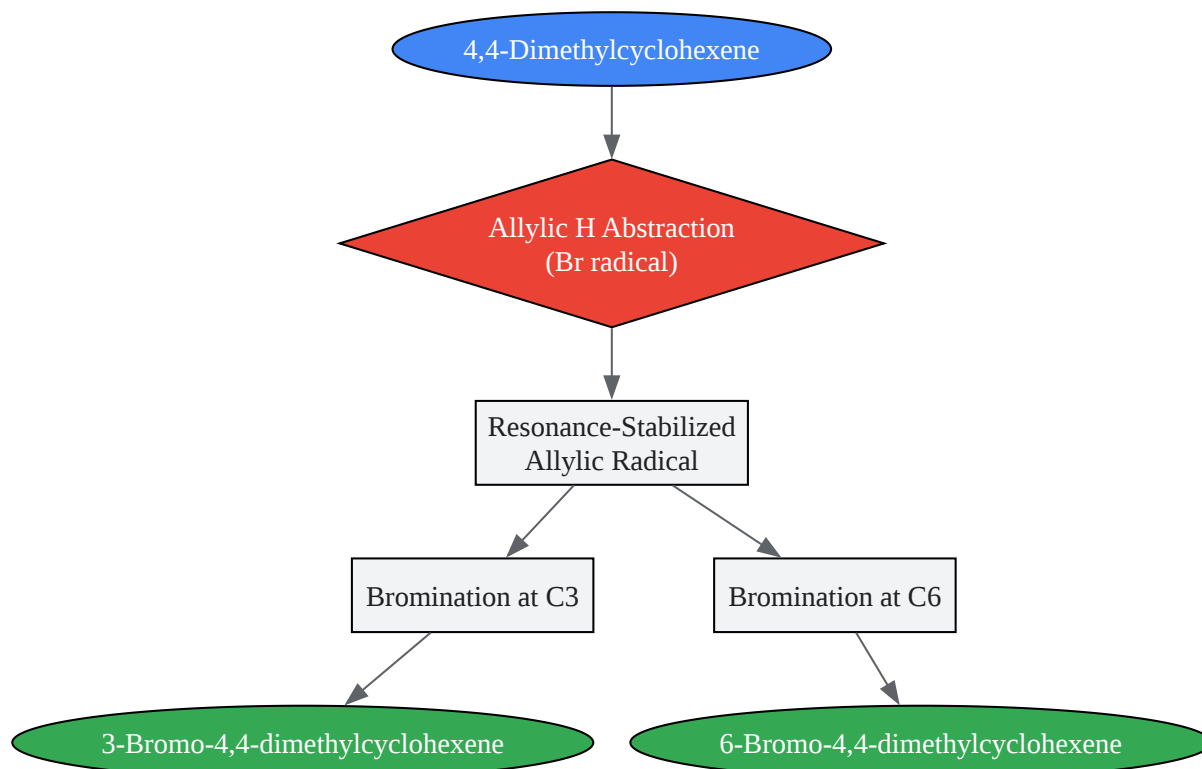 4,4-Dimethylcyclohexene
Allylic H Abstraction
(Br radical)
Resonance-Stabilized
Allylic Radical
Bromination at C3
Bromination at C6
3-Bromo-4,4-dimethylcyclohexene
6-Bromo-4,4-dimethylcyclohexene